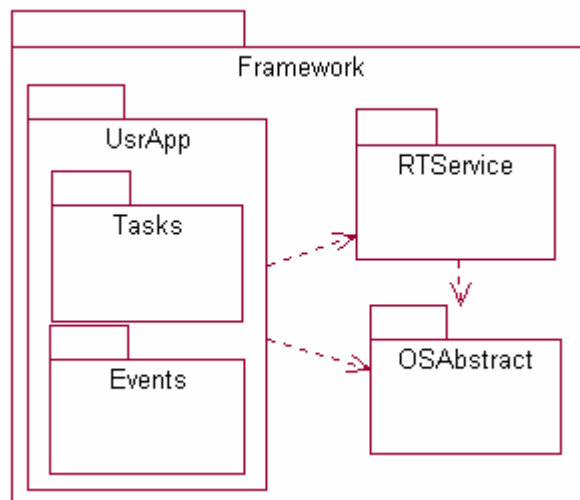 Framework
UsrApp
RTService
Tasks
OSAbstract
Events